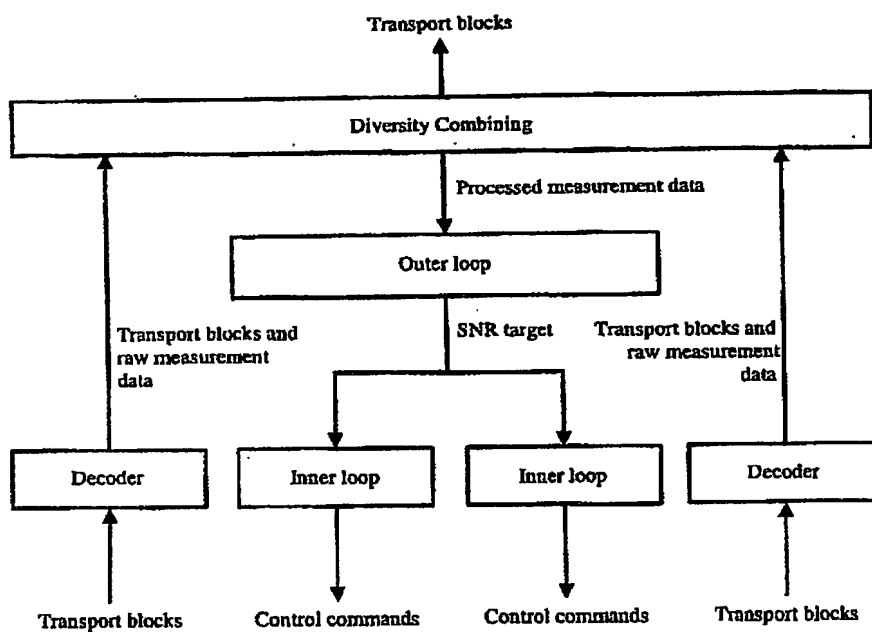 Transport blocks
Diversity Combining
Processed measurement data
Outer loop
Transport blocks and
raw measurement
data
SNR target
Transport blocks and
raw measurement
data
Decoder
Inner loop
Inner loop
Decoder
Transport blocks
Control commands
Control commands
Transport blocks